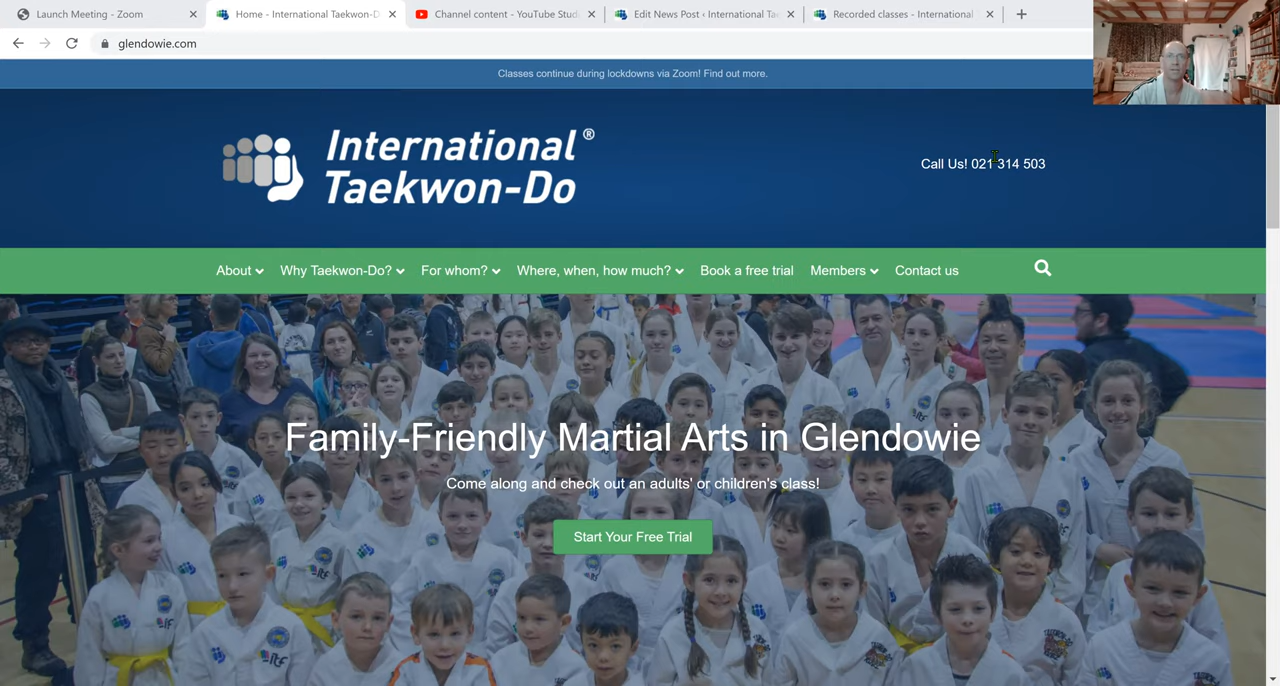 Launch Meeting - Zoom
Home - International Taekwon-D
Channel content - YouTube Stud
Edit News Post ‹ International Tae
Recorded classes - International
glendowie.com
Classes continue during lockdowns via Zoom! Find out more.
International ®
Taekwon-Do
Call Us! 021 314 503
About
Why Taekwon-Do?
For whom?
Where, when, how much?
Book a free trial
Members
Contact us
Family-Friendly Martial Arts in Glendowie
Come along and check out an adults' or children's class!
Start Your Free Trial
itf